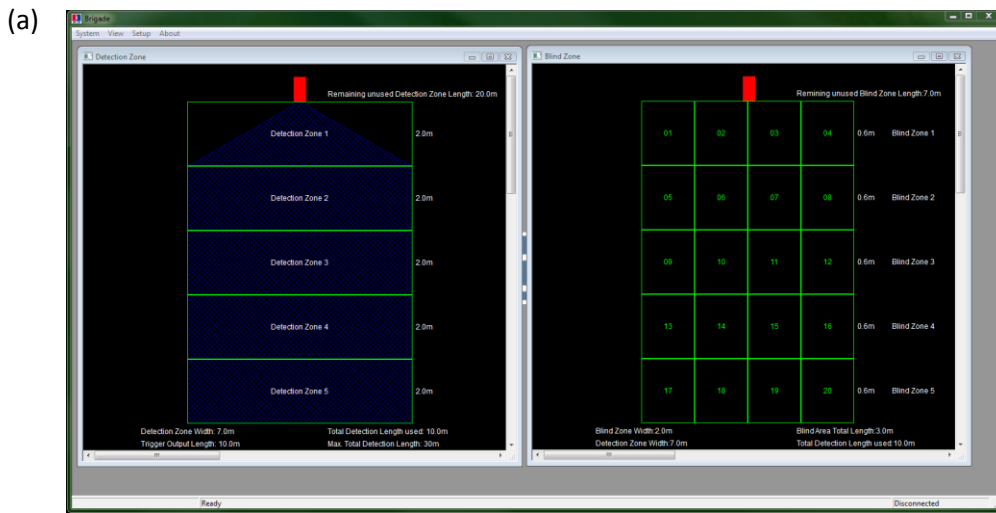 (a)
Brigade
System View Setup About
Detection Zone
Remaining unused Detection Zone Length: 20.0m
Detection Zone 1 2.0m
Detection Zone 2 2.0m
Detection Zone 3 2.0m
Detection Zone 4 2.0m
Detection Zone 5 2.0m
Detection Zone Width: 7.0m Total Detection Length used: 10.0m
Trigger Output Length: 10.0m Max. Total Detection Length: 30m
Blind Zone
Remining unused Blind Zone Length:7.0m
01 02 03 04 0.6m Blind Zone 1
05 06 07 08 0.6m Blind Zone 2
09 10 11 12 0.6m Blind Zone 3
13 14 15 16 0.6m Blind Zone 4
17 18 19 20 0.6m Blind Zone 5
Blind Zone Width:2.0m Blind Area Total Length:3.0m
Detection Zone Width:7.0m Total Detection Length used:10.0m
Ready Disconnected